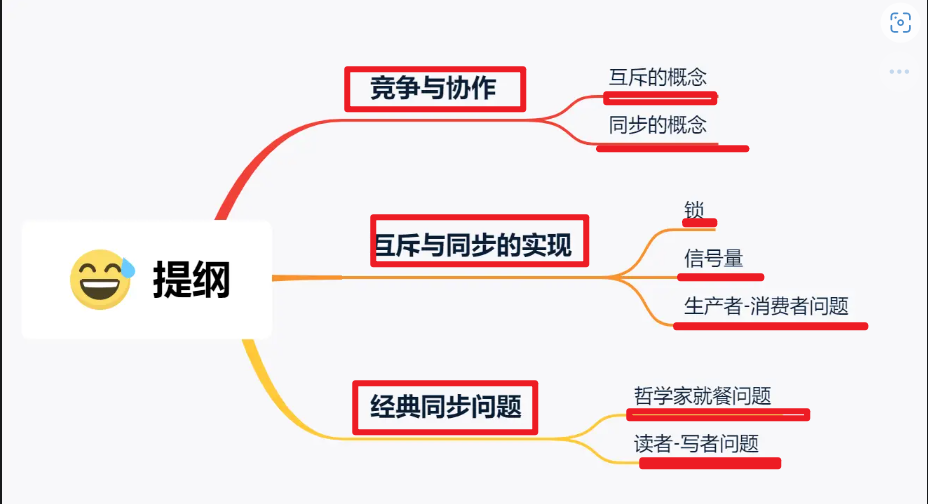 竞争与协作
互斥的概念
同步的概念
互斥与同步的实现
锁
信号量
生产者-消费者问题
提纲
经典同步问题
哲学家就餐问题
读者-写者问题